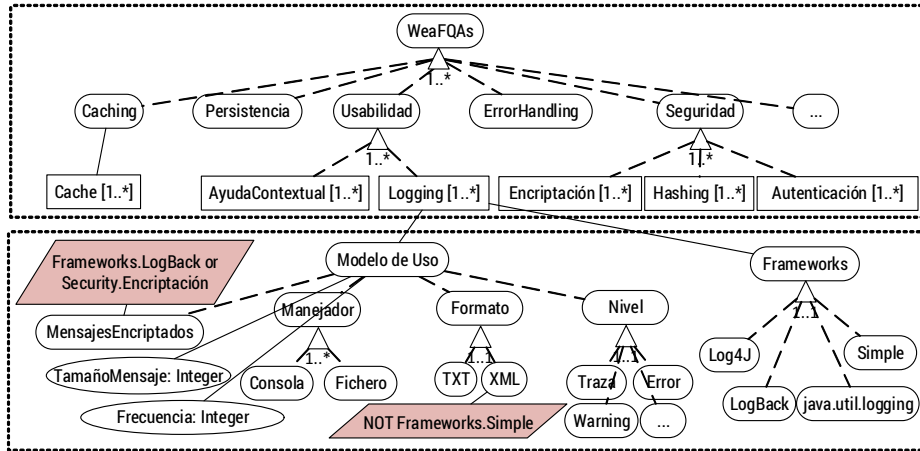 WeaFQAs
1..*
Caching
Persistencia
Usabilidad
ErrorHandling
Seguridad
...
1..*
1..*
Cache [1..*]
AyudaContextual [1..*]
Logging [1..*]
Encriptación [1..*]
Hashing [1..*]
Autenticación [1..*]
Frameworks.LogBack or
Security.Encriptación
Modelo de Uso
Frameworks
MensajesEncriptados
Manejador
Formato
Nivel
1..1
1..*
1..1
1..1
Log4J
Simple
TamañoMensaje: Integer
Consola
Fichero
TXT
XML
Traza
Error
LogBack
java.util.logging
Frecuencia: Integer
NOT Frameworks.Simple
Warning
...